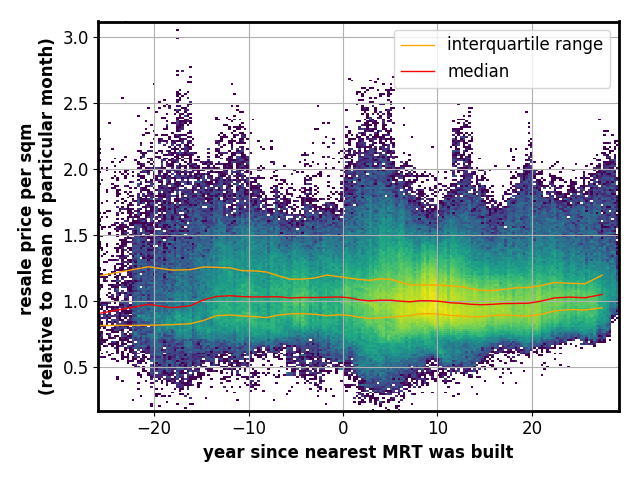 interquartile range
median
resale price per sqm
(relative to mean of particular month)
3.0
2.5
2.0
1.5
1.0
0.5
−20
−10
0
10
20
year since nearest MRT was built